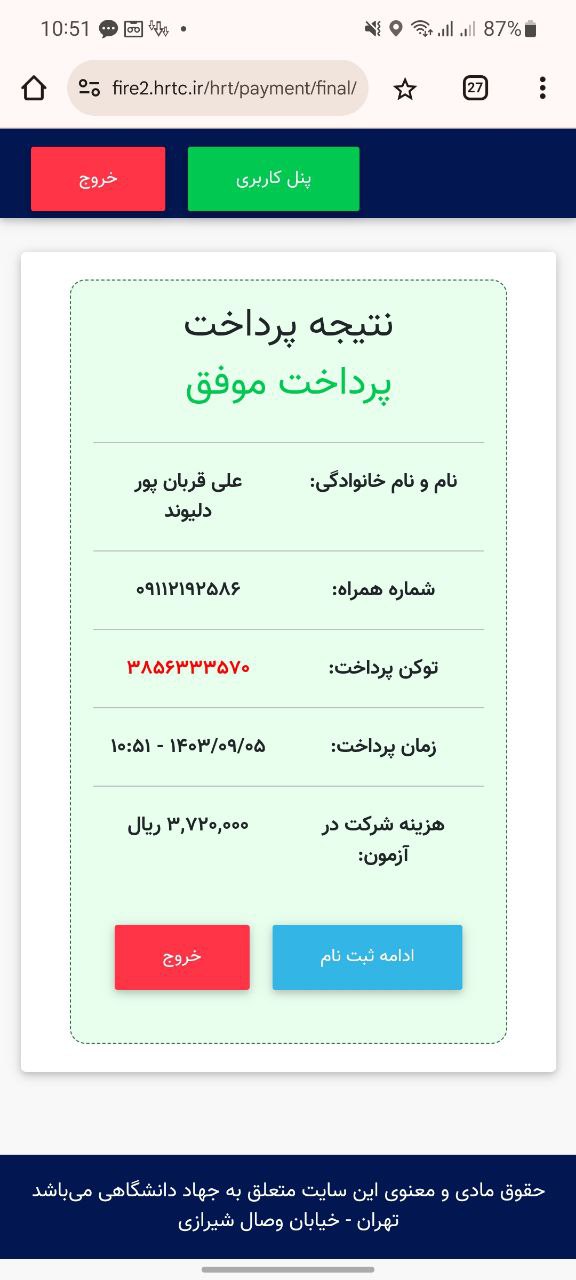 10:51
87%
fire2.hrtc.ir/hrt/payment/final/
27
خروج
پنل کاربری
نتیجه پرداخت
پرداخت موفق
نام و نام خانوادگی:
علی قربان پور
دلیوند
شماره همراه:
۰۹۱۱۲۱۹۲۵۸۶
توکن پرداخت:
۳۸۵۶۳۳۳۵۷۰
زمان پرداخت:
۱۴۰۳/۰۹/۰۵ - ۱۰:۵۱
هزینه شرکت در
آزمون:
۳,۷۲۰,۰۰۰ ریال
ادامه ثبت نام
خروج
حقوق مادی و معنوی این سایت متعلق به جهاد دانشگاهی می‌باشد
تهران - خیابان وصال شیرازی